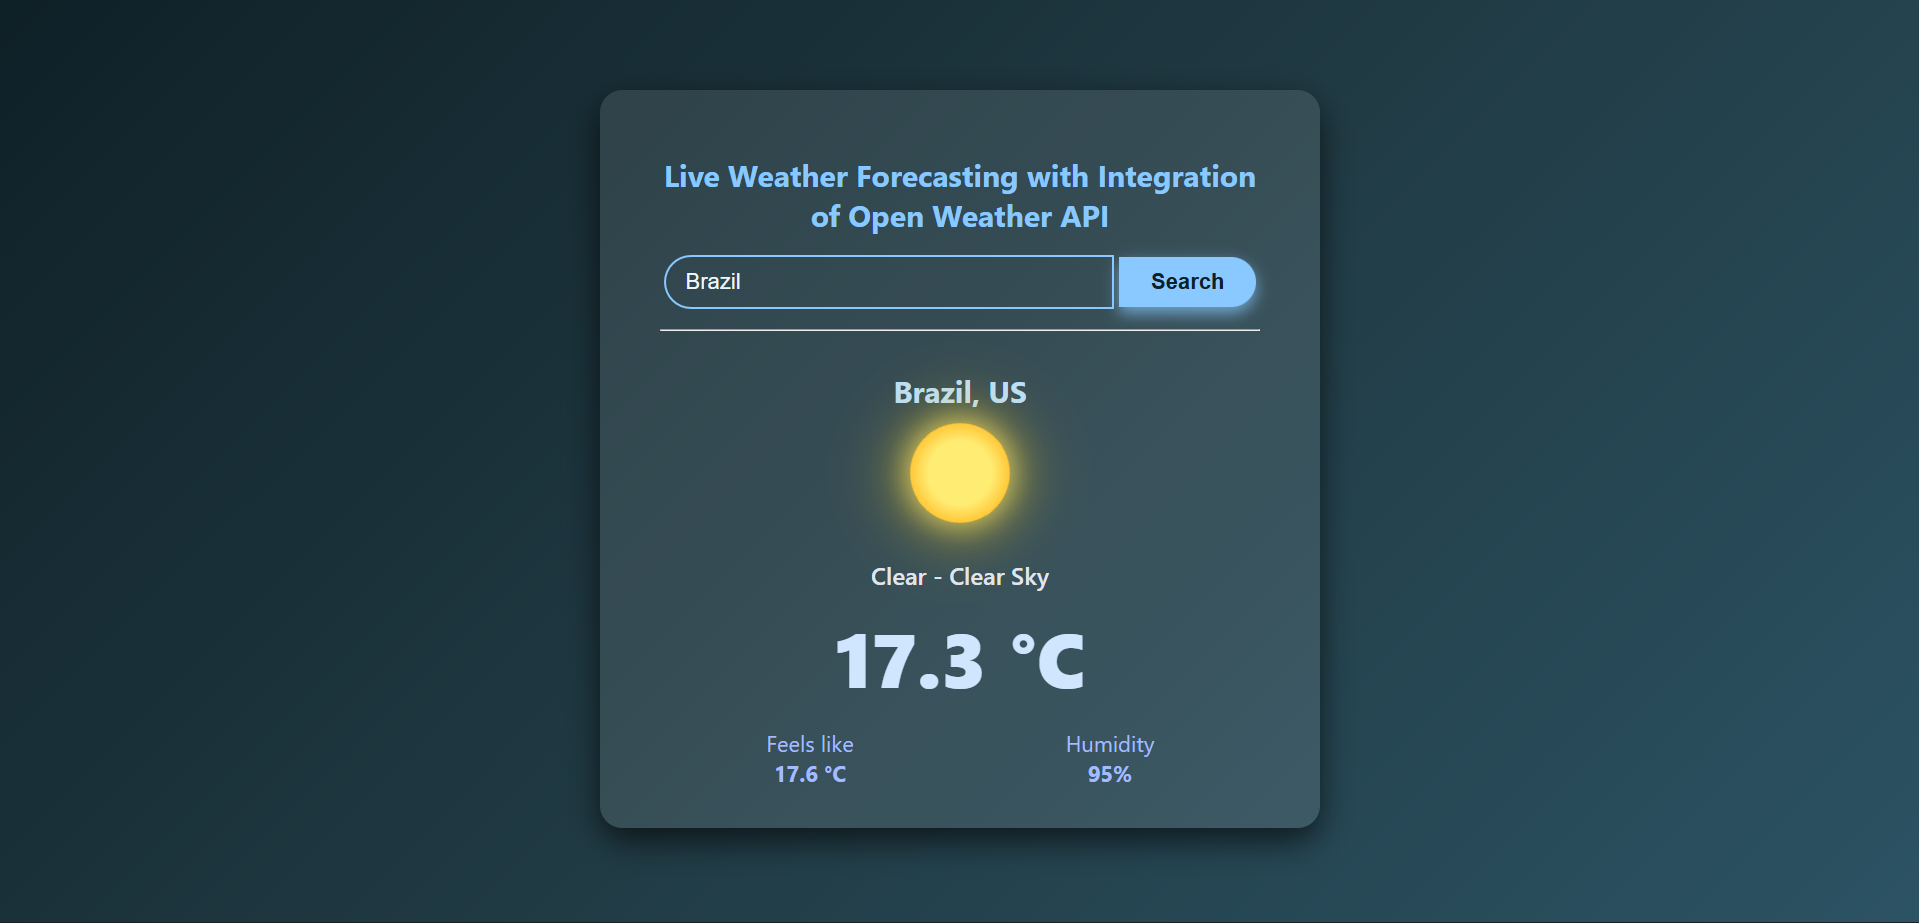 Live Weather Forecasting with Integration
of Open Weather API
Brazil
Search
Brazil, US
Clear - Clear Sky
17.3 °C
Feels like
17.6 °C
Humidity
95%